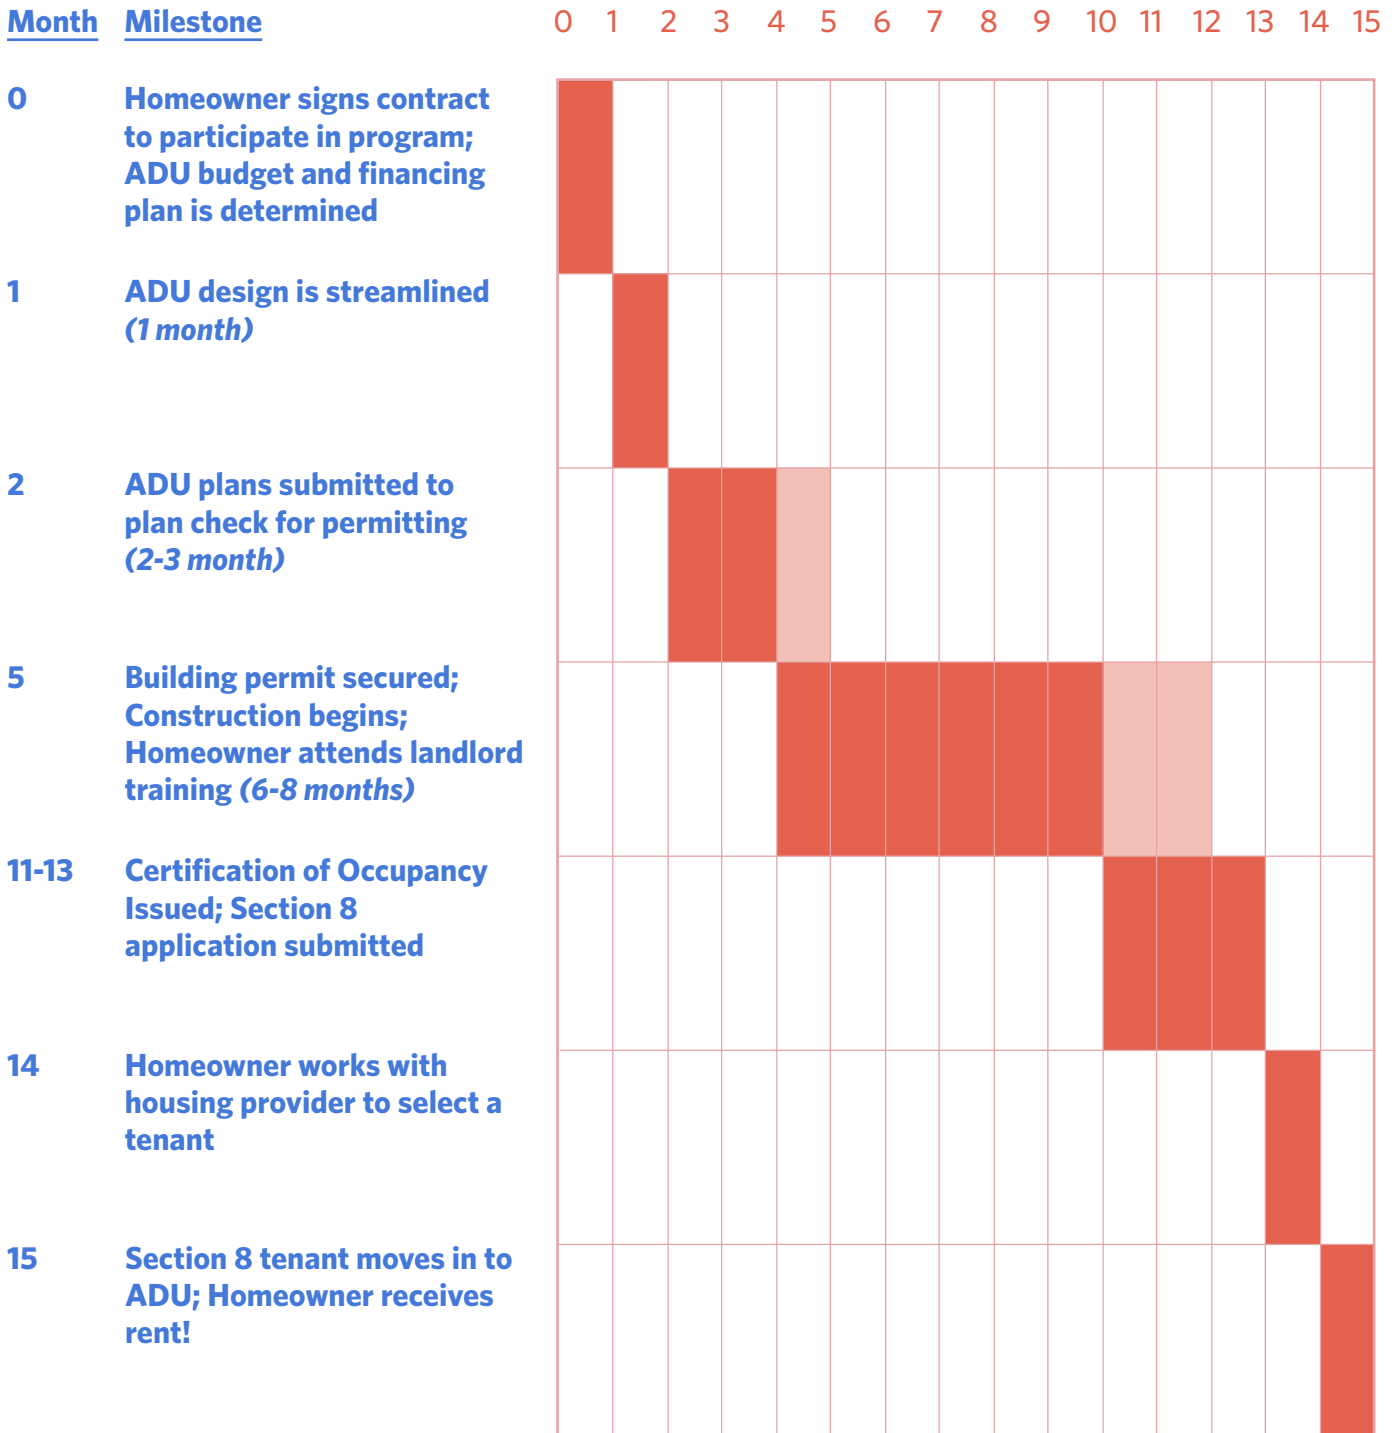 Month Milestone 0 1 2 3 4 5 6 7 8 9 10 11 12 13 14 15
0 Homeowner signs contract
to participate in program;
ADU budget and financing
plan is determined
1 ADU design is streamlined
(1 month)
2 ADU plans submitted to
plan check for permitting
(2-3 month)
5 Building permit secured;
Construction begins;
Homeowner attends landlord
training (6-8 months)
11-13 Certification of Occupancy
Issued; Section 8
application submitted
14 Homeowner works with
housing provider to select a
tenant
15 Section 8 tenant moves in to
ADU; Homeowner receives
rent!